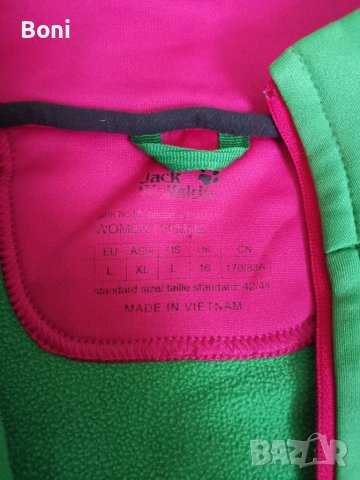 Boni
Jack
WOMEN
EU ASIA US UK CN
L XL L 16 170/88A
standard size/ taille standard: 42/44
MADE IN VIETNAM
BAZAR